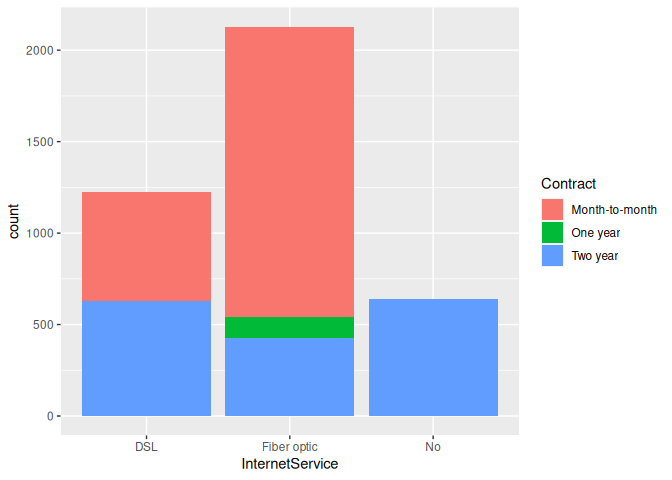 2000
1500
1000
500
0
count
DSL
Fiber optic
No
InternetService
Contract
Month-to-month
One year
Two year